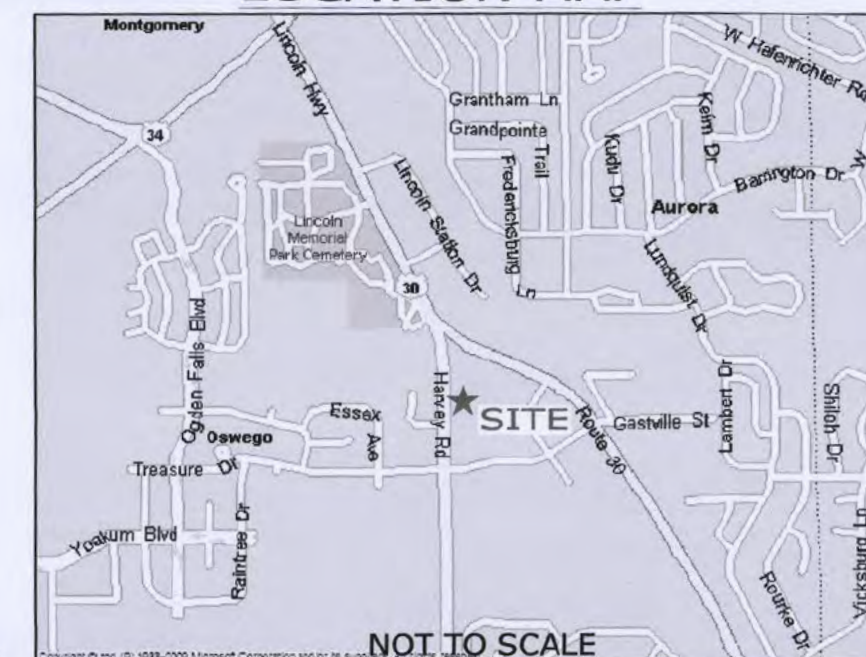 LOCATION MAP
Montgomery
Lincoln Hwy
W Hafenrichter Rd
34
Grantham Ln
Grandpointe
Trail
Keim Dr
Kudu Dr
Fredericksburg
Ln
Barrington Dr
Aurora
Lincoln
Memorial
Park Cemetery
Lincoln Station Dr
30
Lundquist Dr
Ogden Falls Blvd
Harvey Rd
SITE
Essex
Ave
Route 30
Gastville St
Lambert Dr
Shiloh Dr
Oswego
Treasure Dr
Yoakum Blvd
Raintree Dr
Rourke Dr
Vicksburg Ln
NOT TO SCALE